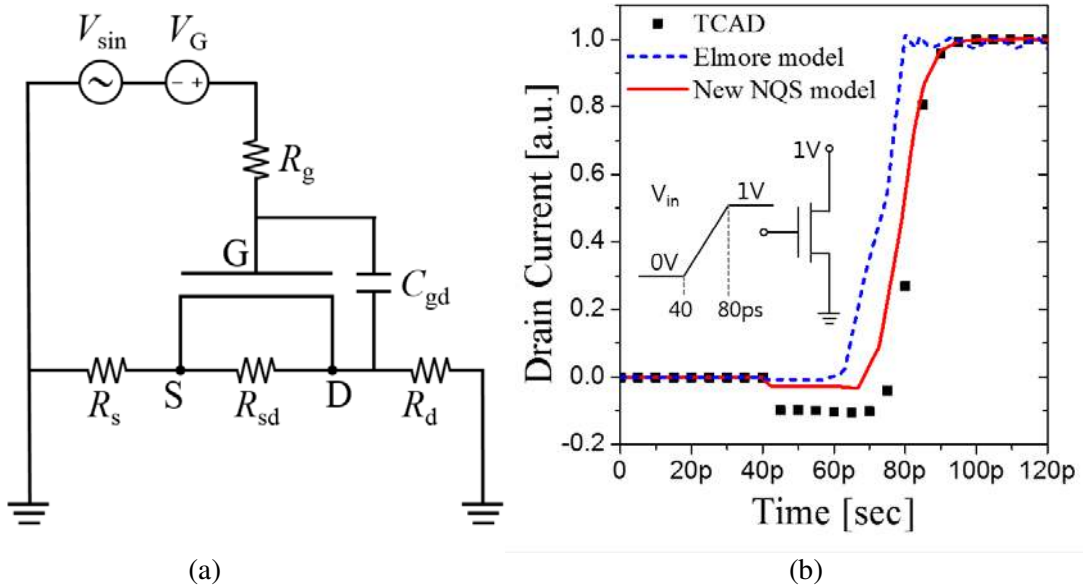 V_sin V_G
R_g
G
C_gd
R_s S R_sd D R_d
(a)
TCAD
Elmore model
New NQS model
1.0
0.8
0.6
0.4
0.2
0.0
-0.2
Drain Current [a.u.]
1V
V_in
1V
0V
40 80ps
0 20p 40p 60p 80p 100p 120p
Time [sec]
(b)